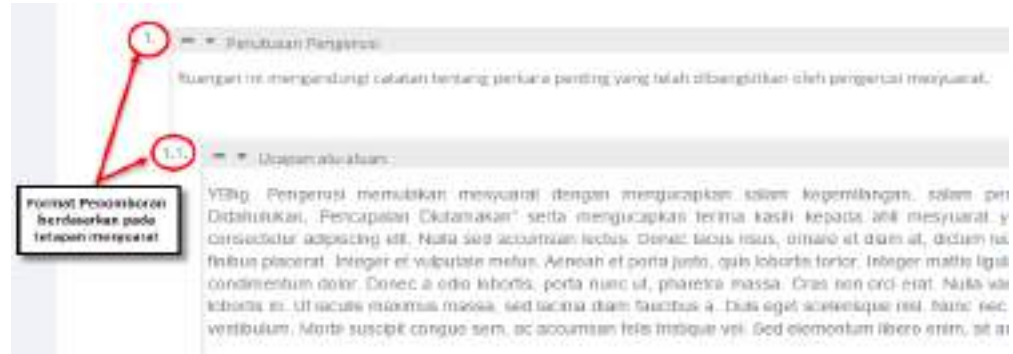 1. Perutusan Pengerusi
Ruangan ini mengandungi catatan tentang perkara penting yang telah dibangkitkan oleh pengerusi mesyuarat.
1.1. Ucapan alu-aluan
Format Penomboran
berdasarkan pada
tetapan mesyuarat
YBhg. Pengerusi memulakan mesyuarat dengan mengucapkan salam kegemilangan, salam
Didahulukan, Pencapaian Diutamakan" serta mengucapkan terima kasih kepada ahli mesyuarat
consectetur adipiscing elit. Nulla sed accumsan lectus. Donec lacus risus, ornare et diam at, dictum
finibus placerat. Integer et vulputate metus. Aenean et porta justo, quis lobortis tortor. Integer mattis
condimentum dolor. Donec a odio lobortis, porta nunc ut, pharetra massa. Cras non orci erat. Nulla
lobortis in. Ut iaculis maximus massa, sed lacinia diam faucibus a. Duis eget scelerisque nisl. Nunc nec
vestibulum. Morbi suscipit congue sem, ac accumsan felis tristique vel. Sed elementum libero enim, sit